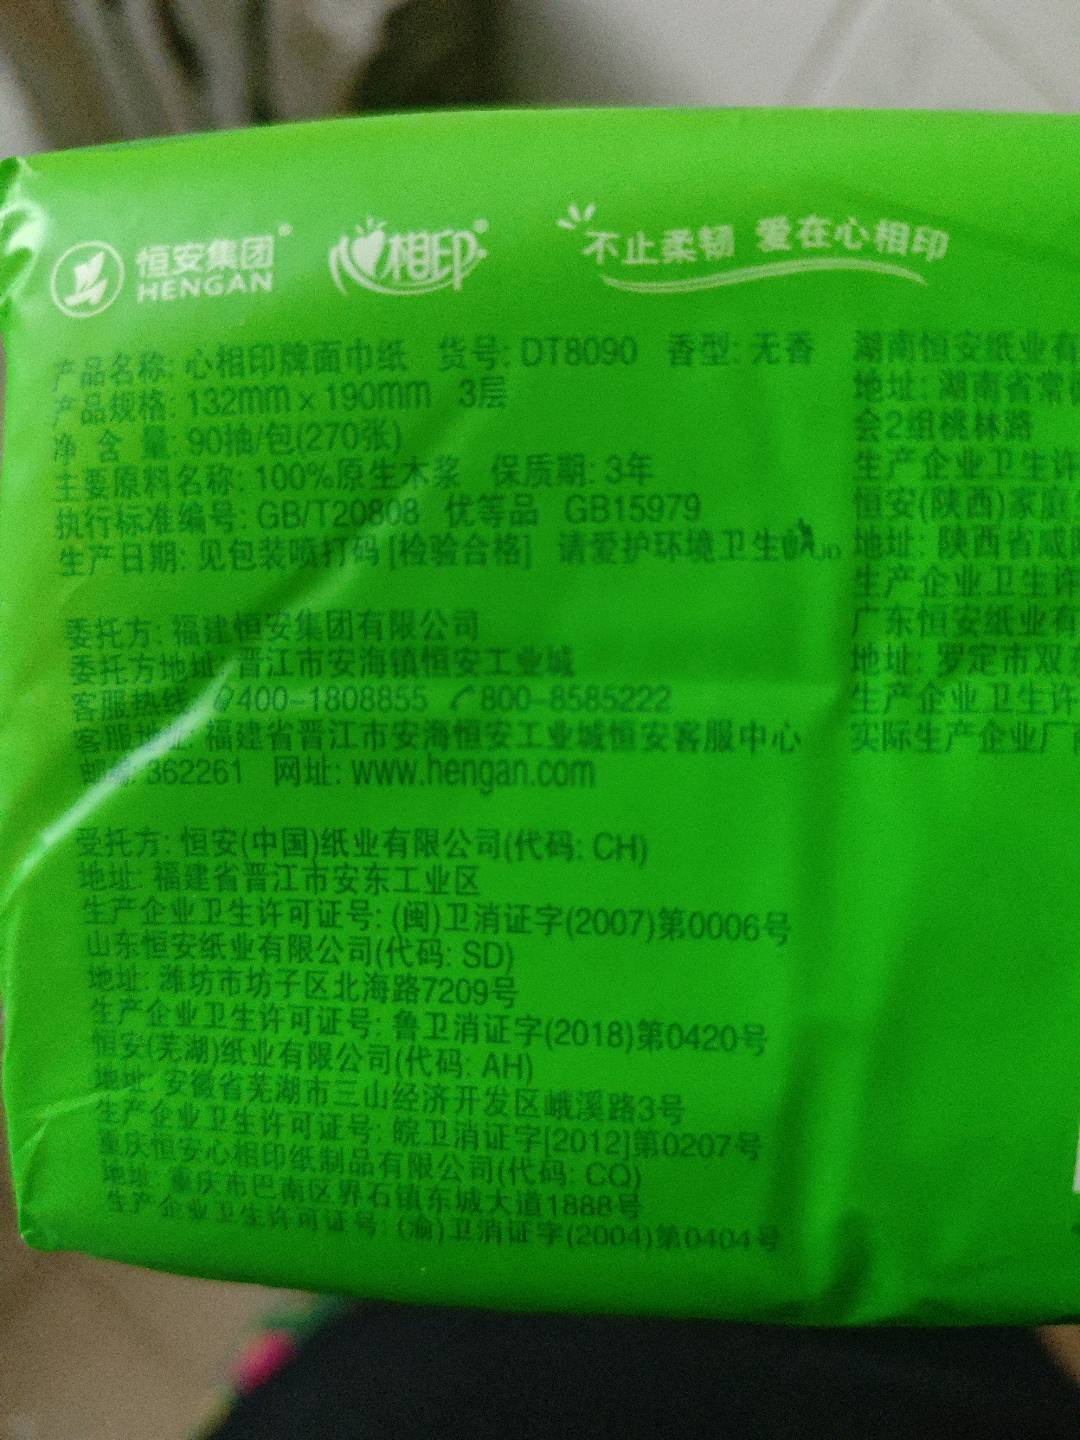 恒安集团®
HENGAN
心相印®
不止柔韧 爱在心相印
产品名称: 心相印牌面巾纸 货号: DT8090 香型: 无香
产品规格: 132mm x 190mm 3层
净 含 量: 90抽/包(270张)
主要原料名称: 100%原生木浆 保质期: 3年
执行标准编号: GB/T20808 优等品 GB15979
生产日期: 见包装喷打码 [检验合格] 请爱护环境卫生
委托方: 福建恒安集团有限公司
委托方地址: 晋江市安海镇恒安工业城
客服热线: 400-1808855 800-8585222
客服地址: 福建省晋江市安海恒安工业城恒安客服中心
邮编: 362261 网址: www.hengan.com
受托方: 恒安(中国)纸业有限公司(代码: CH)
地址: 福建省晋江市安东工业区
生产企业卫生许可证号: (闽)卫消证字(2007)第0006号
山东恒安纸业有限公司(代码: SD)
地址: 潍坊市坊子区北海路7209号
生产企业卫生许可证号: 鲁卫消证字(2018)第0420号
恒安(芜湖)纸业有限公司(代码: AH)
地址: 安徽省芜湖市三山经济开发区峨溪路3号
生产企业卫生许可证号: 皖卫消证字[2012]第0207号
重庆恒安心相印纸制品有限公司(代码: CQ)
地址: 重庆市巴南区界石镇东城大道1888号
生产企业卫生许可证号: (渝)卫消证字(2004)第0404号
湖南恒安纸业有
地址: 湖南省常
会2组桃林路
生产企业卫生许
恒安(陕西)家庭
地址: 陕西省咸
生产企业卫生许
广东恒安纸业有
地址: 罗定市双
生产企业卫生许
实际生产企业厂